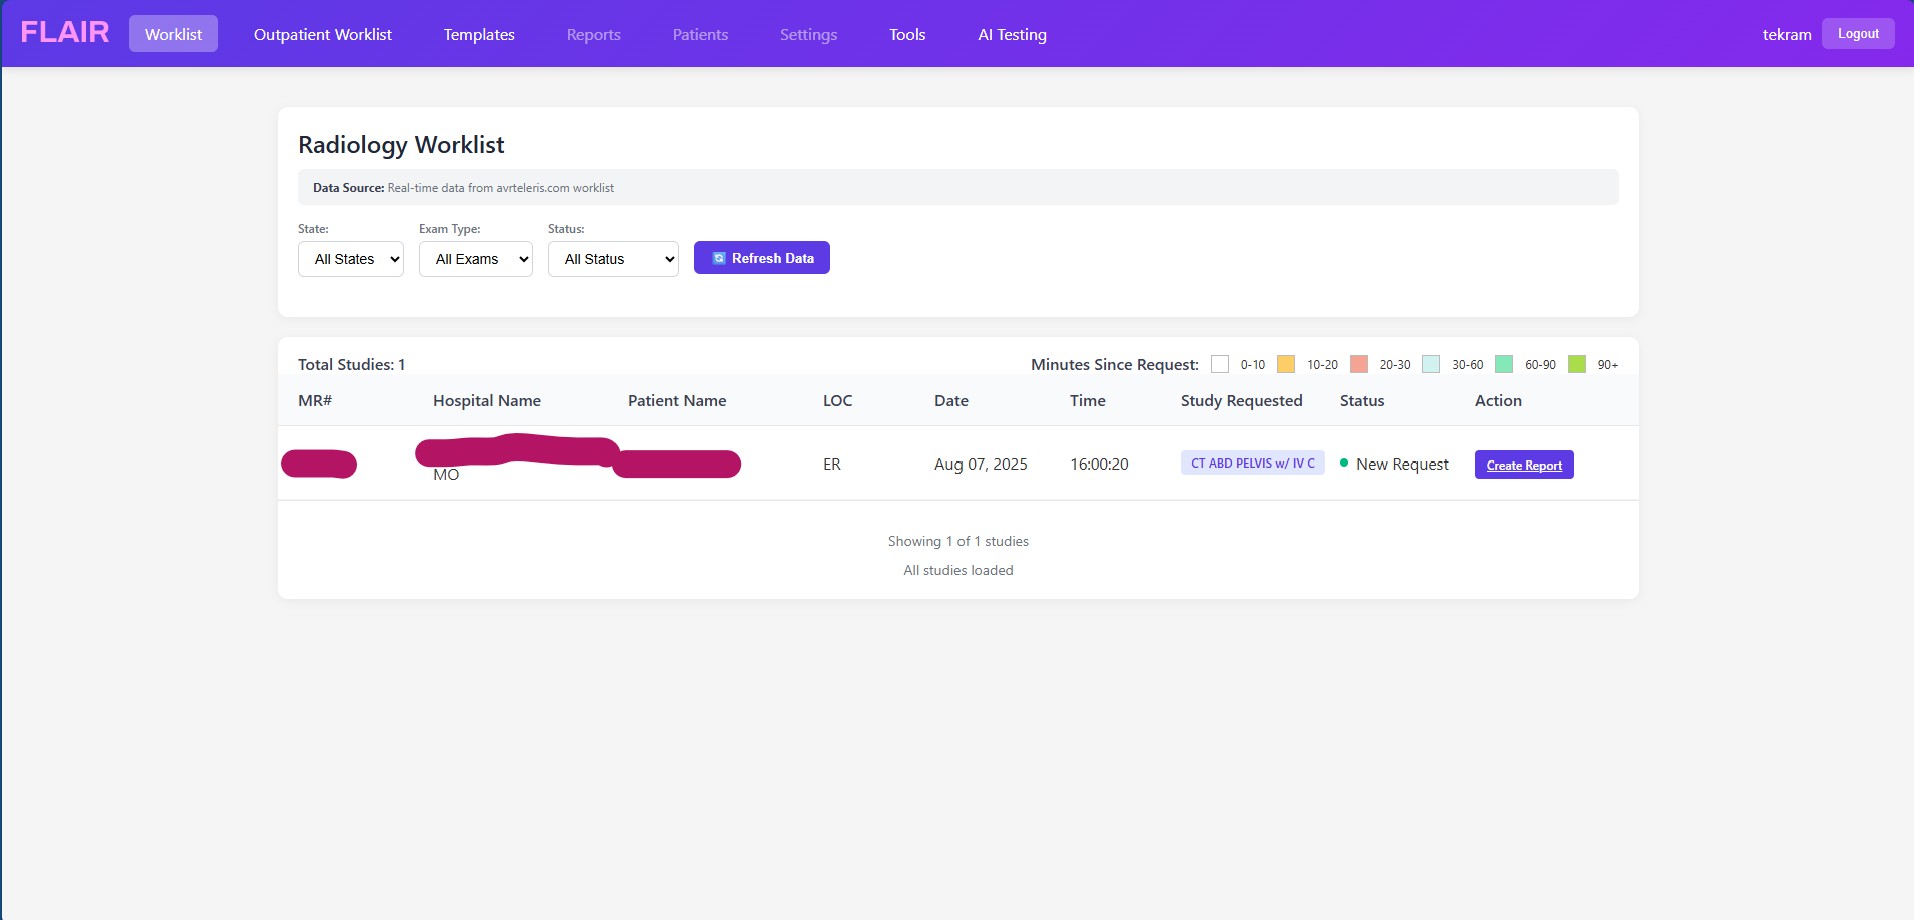 FLAIR Worklist Outpatient Worklist Templates Reports Patients Settings Tools AI Testing tekram Logout
Radiology Worklist
Data Source: Real-time data from avrteleris.com worklist
State: Exam Type: Status:
All States All Exams All Status Refresh Data
Total Studies: 1 Minutes Since Request: 0-10 10-20 20-30 30-60 60-90 90+
MR# Hospital Name Patient Name LOC Date Time Study Requested Status Action
MO ER Aug 07, 2025 16:00:20 CT ABD PELVIS w/ IV C New Request Create Report
Showing 1 of 1 studies
All studies loaded